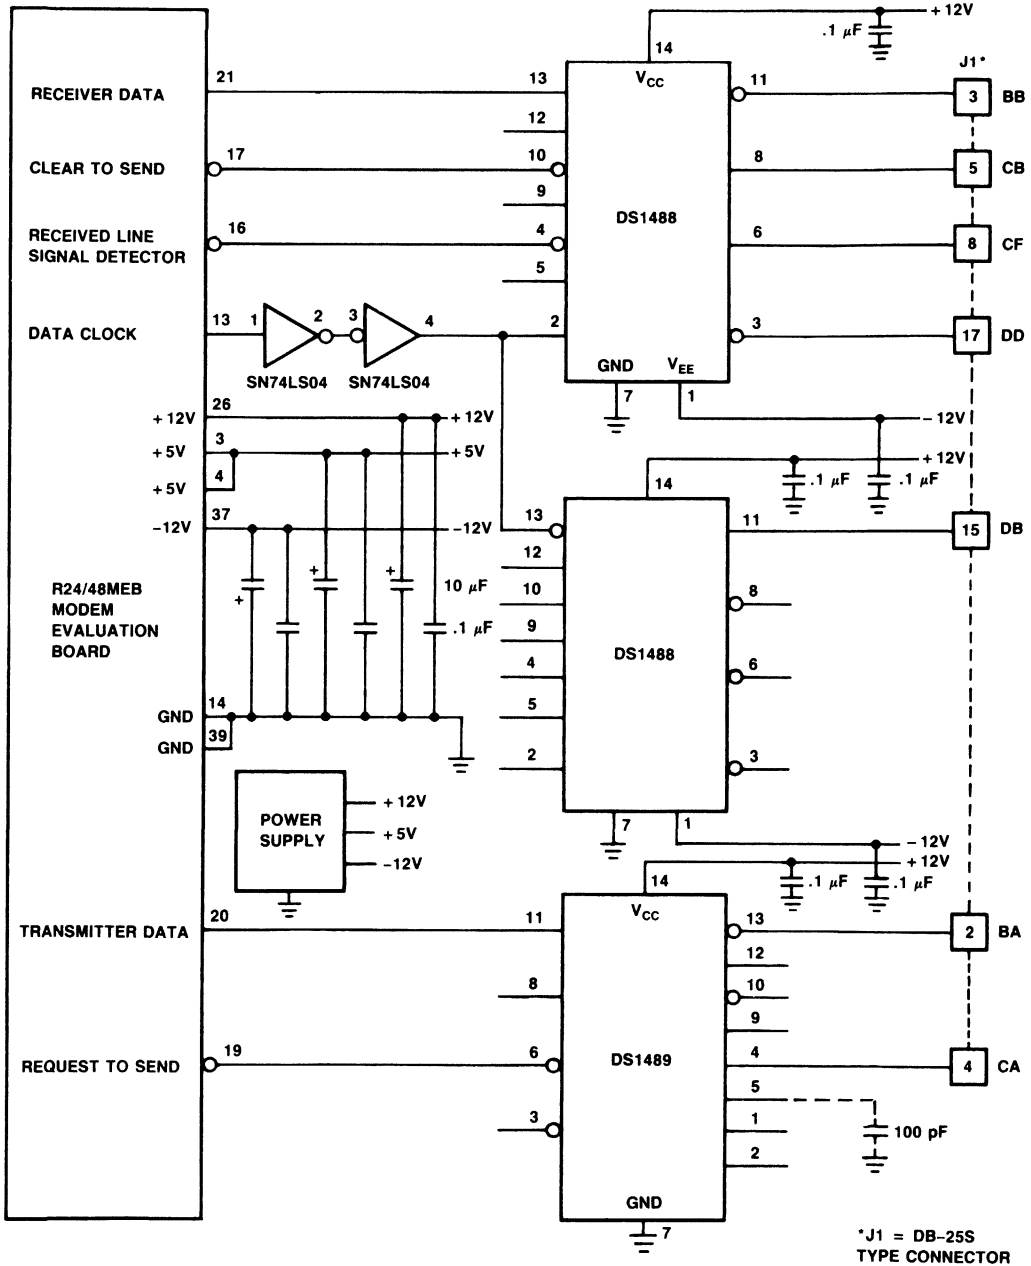 +12V
.1 µF
14
J1*
VCC
RECEIVER DATA
21
13
11
3
BB
12
CLEAR TO SEND
17
10
8
5
CB
9
DS1488
RECEIVED LINE
SIGNAL DETECTOR
16
4
6
8
CF
5
DATA CLOCK
13
1
2
3
4
2
3
17
DD
SN74LS04
SN74LS04
GND
VEE
7
1
+12V
26
+12V
-12V
+5V
3
+5V
+12V
+5V
4
14
.1 µF
.1 µF
-12V
37
-12V
13
11
15
DB
12
+
+
+
10 µF
10
8
R24/48MEB
MODEM
EVALUATION
BOARD
.1 µF
9
DS1488
4
6
5
GND
14
GND
39
2
3
POWER
SUPPLY
+12V
+5V
-12V
7
1
-12V
+12V
14
.1 µF
.1 µF
VCC
TRANSMITTER DATA
20
11
13
2
BA
12
8
10
9
DS1489
REQUEST TO SEND
19
6
4
4
CA
5
3
1
100 pF
2
GND
7
*J1 = DB-25S
TYPE CONNECTOR